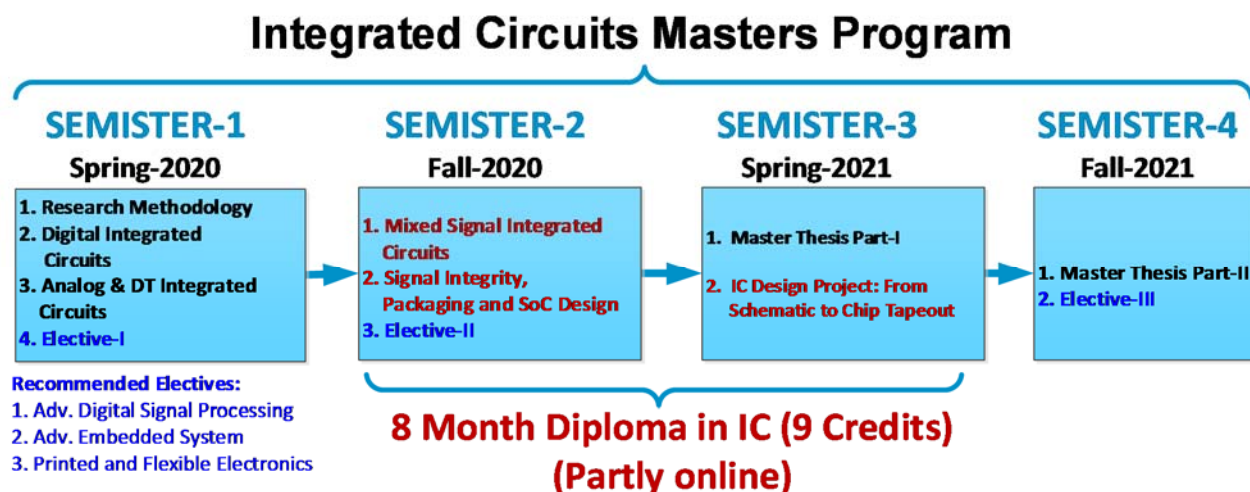 Integrated Circuits Masters Program
SEMISTER-1
Spring-2020
1. Research Methodology
2. Digital Integrated
Circuits
3. Analog & DT Integrated
Circuits
4. Elective-I
SEMISTER-2
Fall-2020
1. Mixed Signal Integrated
Circuits
2. Signal Integrity,
Packaging and SoC Design
3. Elective-II
SEMISTER-3
Spring-2021
1. Master Thesis Part-I
2. IC Design Project: From
Schematic to Chip Tapeout
SEMISTER-4
Fall-2021
1. Master Thesis Part-II
2. Elective-III
Recommended Electives:
1. Adv. Digital Signal Processing
2. Adv. Embedded System
3. Printed and Flexible Electronics
8 Month Diploma in IC (9 Credits)
(Partly online)